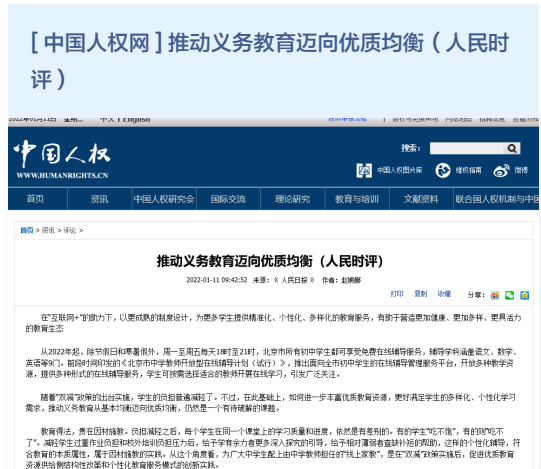 [中国人权网]推动义务教育迈向优质均衡（人民时
评）
2022年01月11日 星期二 中文 | English
中国人权
搜索：
WWW.HUMANRIGHTS.CN
中国人权图片库 维权指南 微博
首页 资讯 中国人权研究会 国际交流 理论研究 教育与培训 文献资料 联合国人权机制与中国
首页 > 资讯 > 评论 >
推动义务教育迈向优质均衡（人民时评）
2022-01-11 09:42:52 来源：《 人民日报 》 作者：赵婀娜
打印 复制 收藏 分享：
在“互联网+”的助力下，以更成熟的制度设计，为更多学生提供精准化、个性化、多样化的教育服务，有助于营造更加健康、更加多样、更具活力
的教育生态
从2022年起，除节假日和寒暑假外，周一至周五每天18时至21时，北京市所有初中学生都可享受免费在线辅导服务，辅导学科涵盖语文、数学、
英语等9门。前段时间印发的《北京市中学教师开放型在线辅导计划（试行）》，推出面向全市初中学生的在线辅导管理服务平台，开放多种教学资
源，提供多种形式的在线辅导服务，学生可按需选择适合的教师开展在线学习，引发广泛关注。
随着“双减”政策的出台实施，学生的负担普遍减轻了。不过，在此基础上，如何进一步丰富优质教育资源，更好满足学生的多样化、个性化学习
需求，推动义务教育从基本均衡迈向优质均衡，仍然是一个有待破解的课题。
教育得法，贵在因材施教。负担减轻之后，每个学生在同一个课堂上的学习质量和进度，依然是有差别的。有的学生“吃不饱”，有的则“吃不
了”。减轻学生过重作业负担和校外培训负担压力后，给予学有余力者更多深入探究的引导，给予相对薄弱者查缺补短的帮助，这样的个性化辅导，符
合教育的本质属性，属于因材施教的实践。从这个角度看，为广大中学生配上由中学教师担任的“线上家教”，是在“双减”政策实施后，促进优质教育
资源供给侧结构性改革和个性化教育服务模式的创新实践。